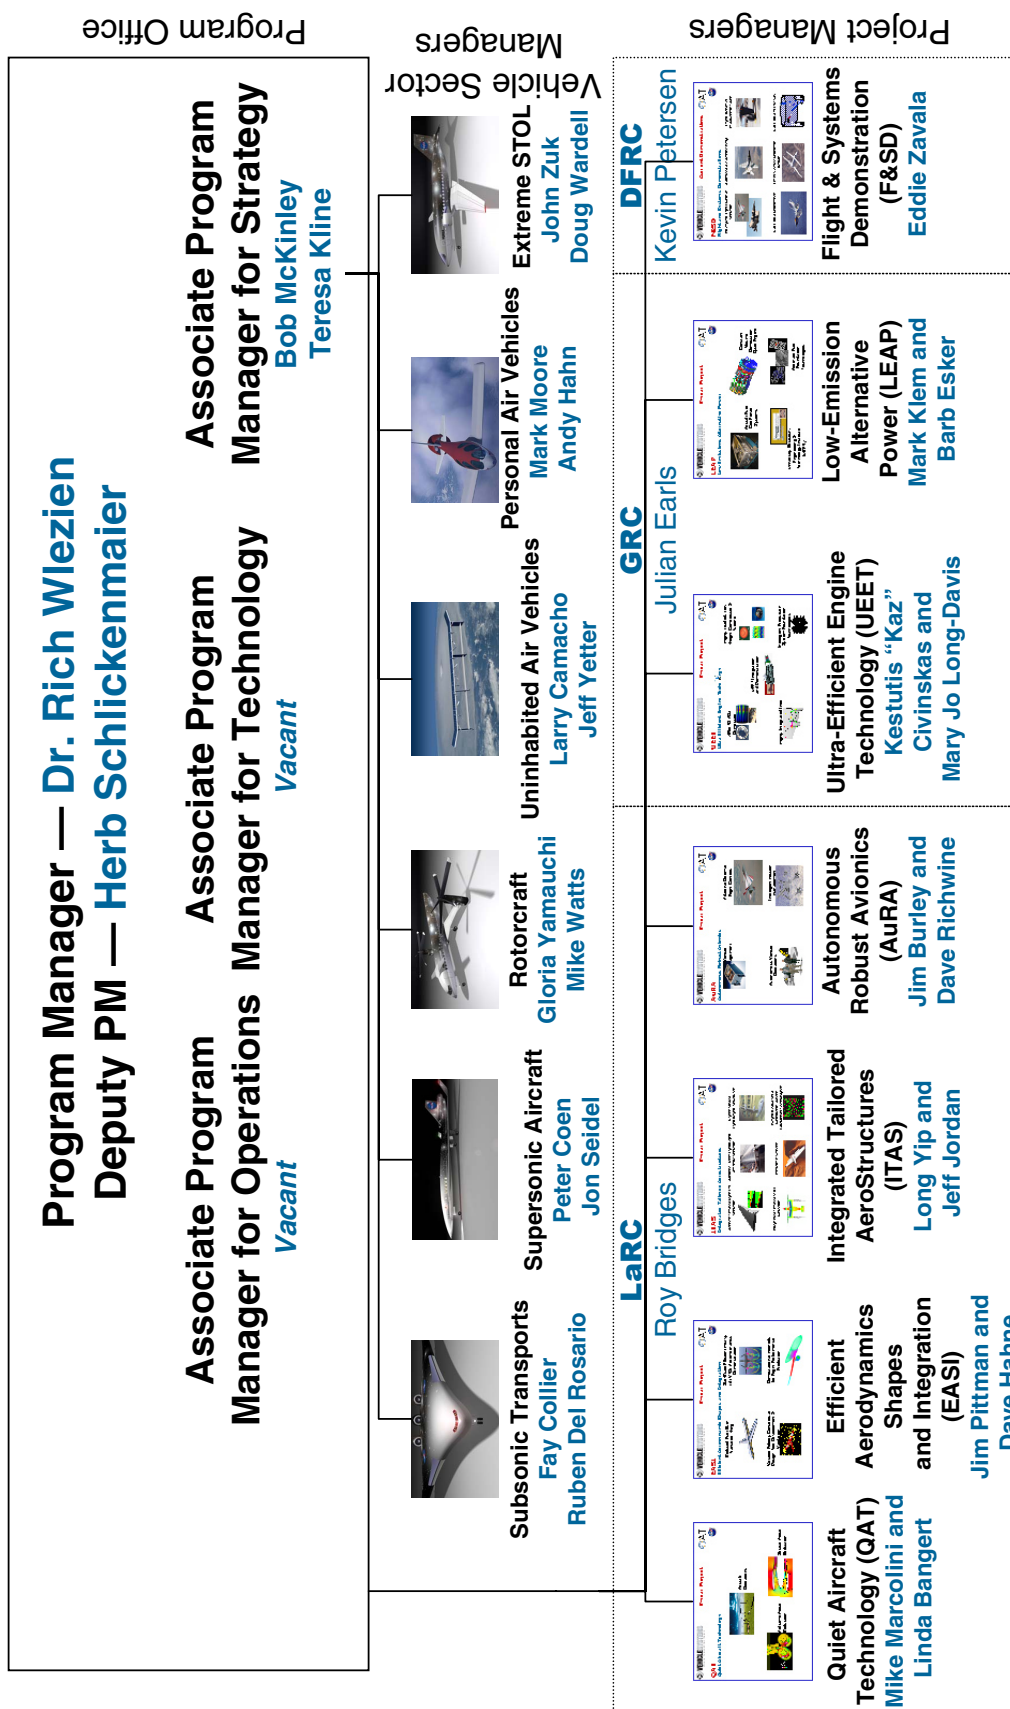 Program Office
Program Manager — Dr. Rich Wlezien
Deputy PM — Herb Schlickenmaier
Associate Program
Manager for Operations
Vacant
Associate Program
Manager for Technology
Vacant
Associate Program
Manager for Strategy
Bob McKinley
Teresa Kline
Vehicle Sector
Managers
Subsonic Transports
Fay Collier
Ruben Del Rosario
Supersonic Aircraft
Peter Coen
Jon Seidel
Rotorcraft
Gloria Yamauchi
Mike Watts
Uninhabited Air Vehicles
Larry Camacho
Jeff Yetter
Personal Air Vehicles
Mark Moore
Andy Hahn
Extreme STOL
John Zuk
Doug Wardell
Project Managers
LaRC
Roy Bridges
GRC
Julian Earls
DFRC
Kevin Petersen
Quiet Aircraft
Technology (QAT)
Mike Marcolini and
Linda Bangert
Efficient
Aerodynamics
Shapes
and Integration
(EASI)
Jim Pittman and
Dave Hahne
Integrated Tailored
AeroStructures
(ITAS)
Long Yip and
Jeff Jordan
Autonomous
Robust Avionics
(AuRA)
Jim Burley and
Dave Richwine
Ultra-Efficient Engine
Technology (UEET)
Kestutis “Kaz”
Civinskas and
Mary Jo Long-Davis
Low-Emission
Alternative
Power (LEAP)
Mark Klem and
Barb Esker
Flight & Systems
Demonstration
(F&SD)
Eddie Zavala